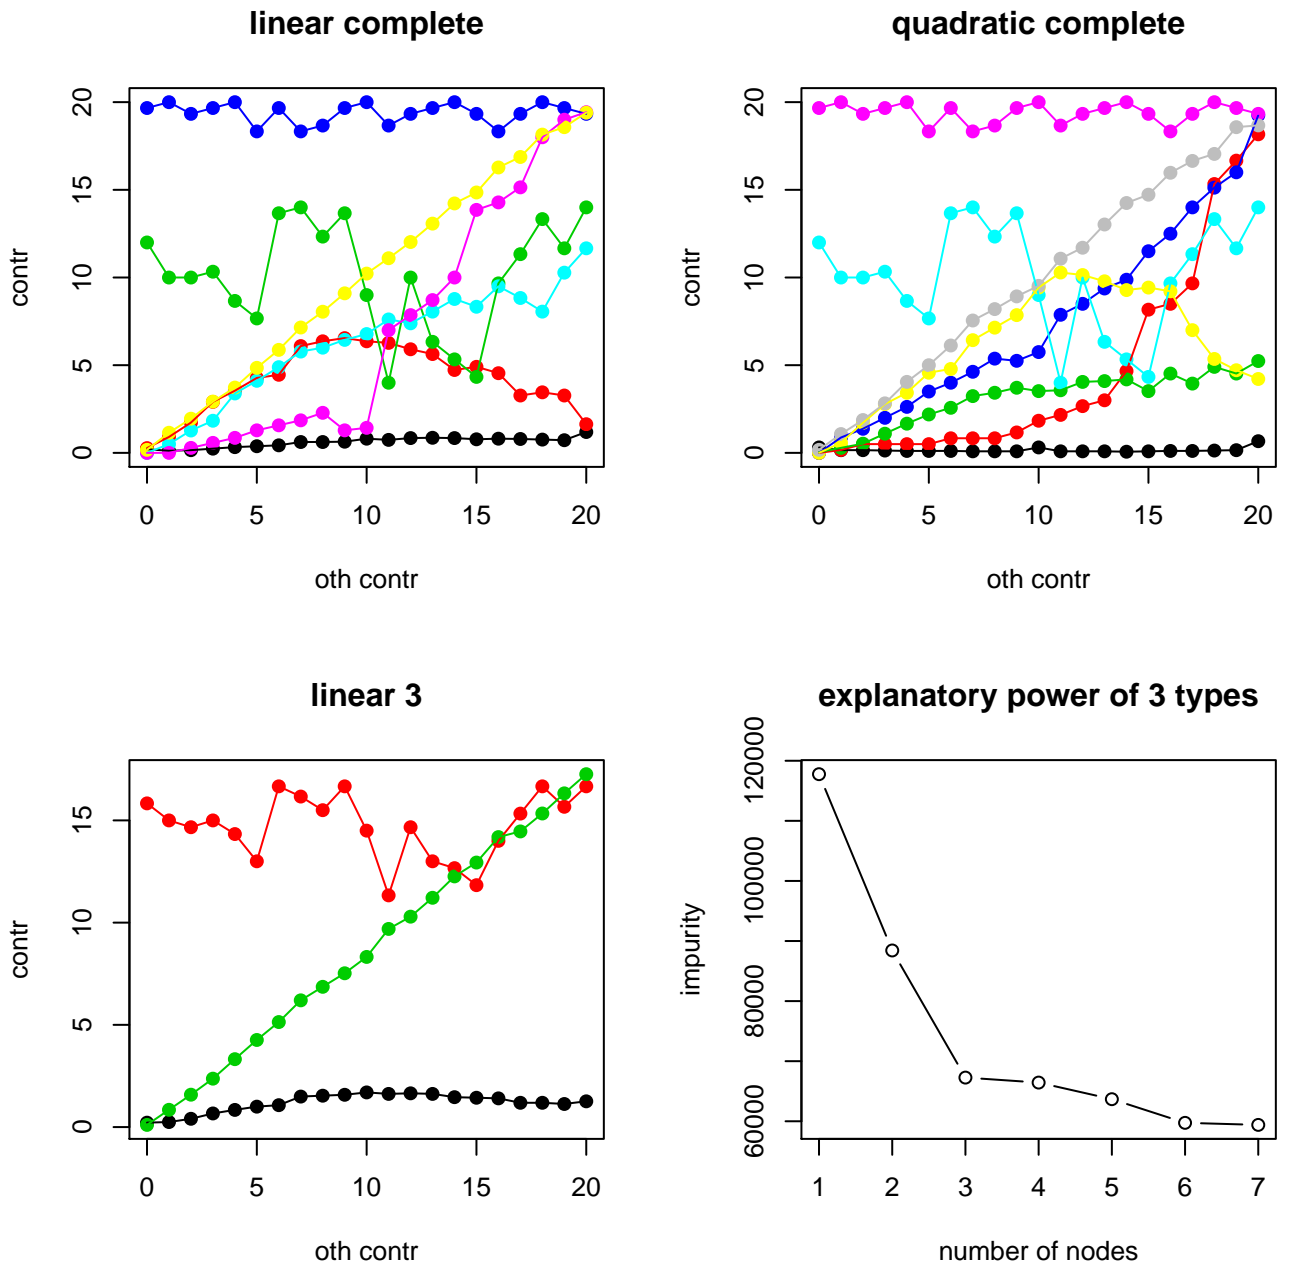 linear complete
20
15
10
5
0
contr
0 5 10 15 20
oth contr
quadratic complete
20
15
10
5
0
contr
0 5 10 15 20
oth contr
linear 3
15
10
5
0
contr
0 5 10 15 20
oth contr
explanatory power of 3 types
120000
100000
80000
60000
impurity
1 2 3 4 5 6 7
number of nodes